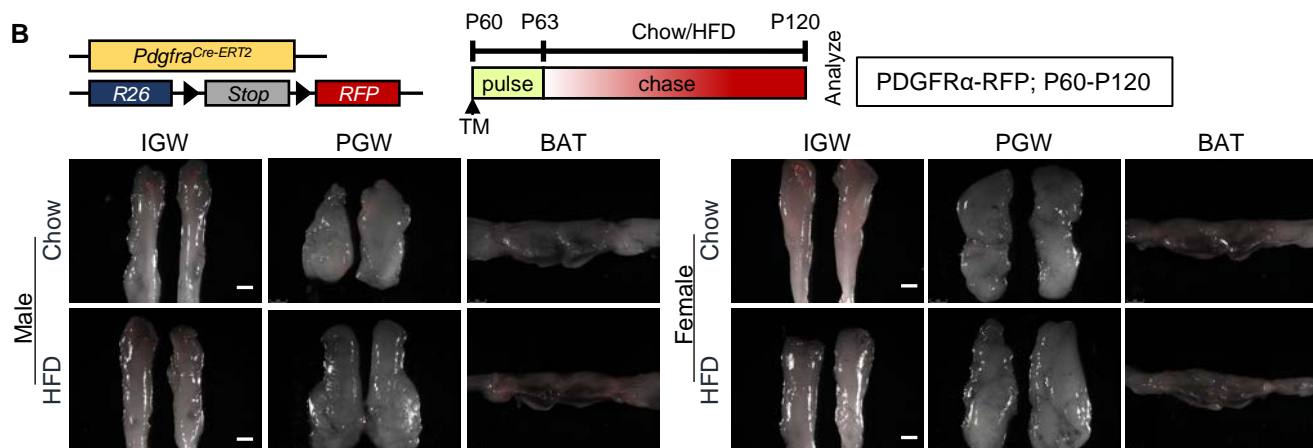 B
Pdgfra^Cre-ERT2
R26 Stop RFP
P60 P63 Chow/HFD P120
pulse chase
TM
Analyze
PDGFRα-RFP; P60-P120
IGW PGW BAT IGW PGW BAT
Male
Chow
HFD
Female
Chow
HFD